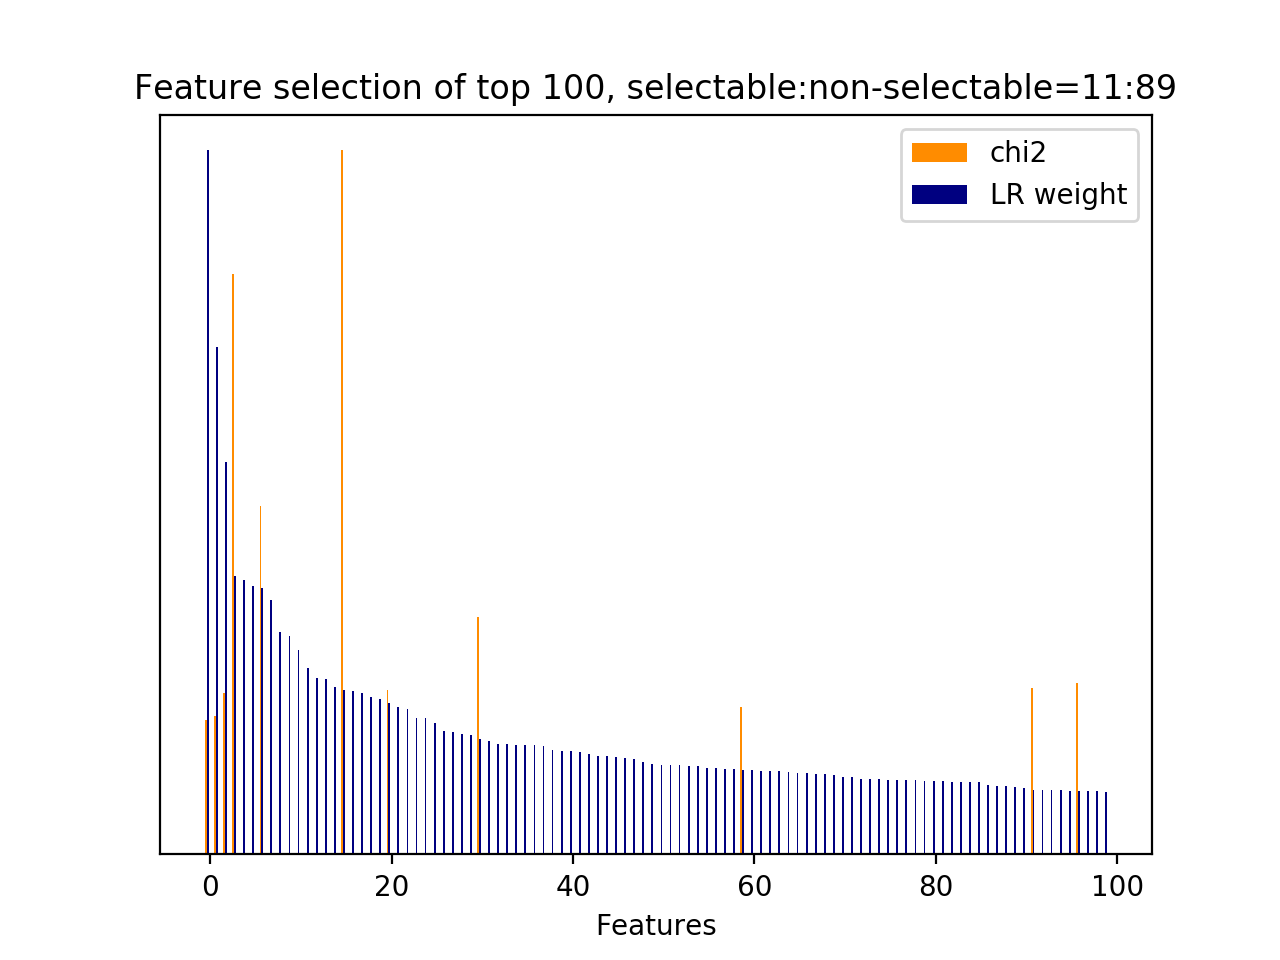 Feature selection of top 100, selectable:non-selectable=11:89
chi2
LR weight
0 20 40 60 80 100
Features